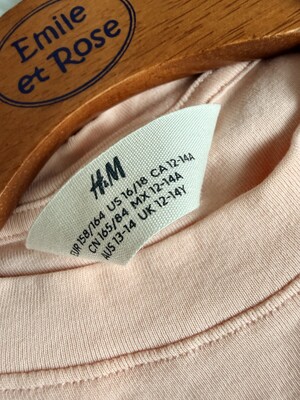 Emile
et Rose
H&M
EUR 158/164 US 16/18 CA 12-14A
CN 165/84 MX 12-14A
AUS 13-14 UK 12-14Y